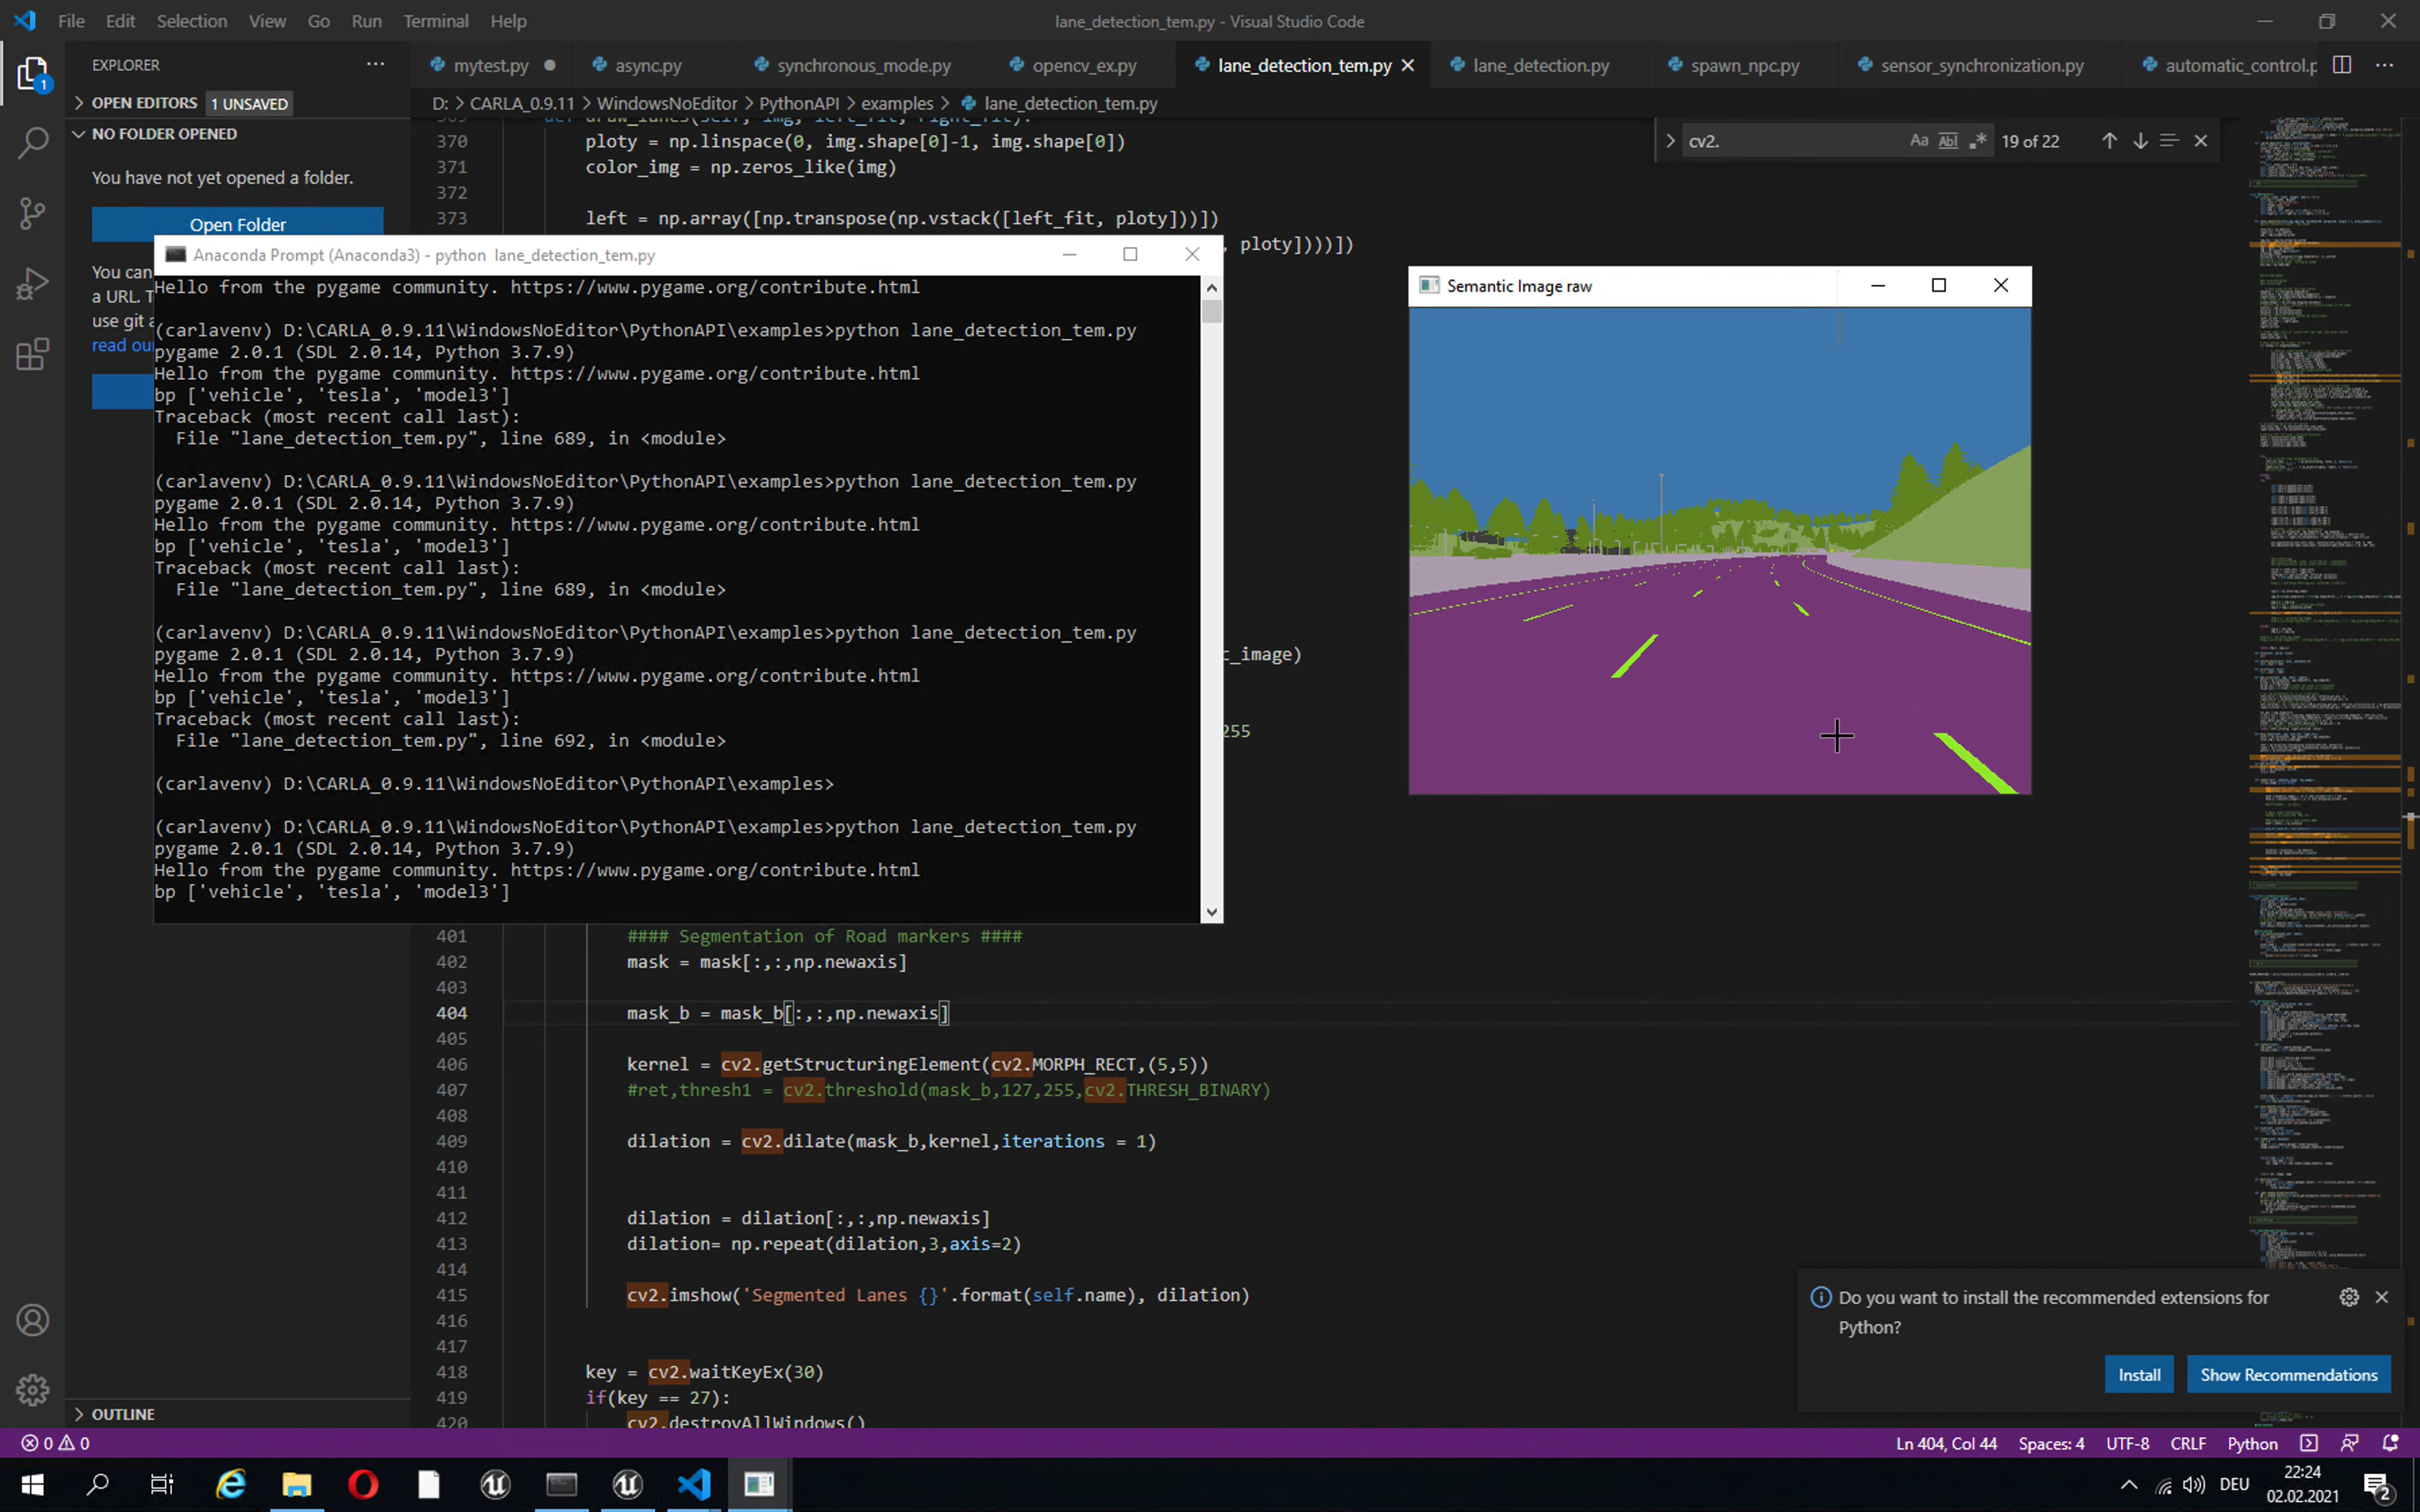 File Edit Selection View Go Run Terminal Help
lane_detection_tem.py - Visual Studio Code
EXPLORER
mytest.py
async.py
synchronous_mode.py
opencv_ex.py
lane_detection_tem.py
lane_detection.py
spawn_npc.py
sensor_synchronization.py
automatic_control.p
1
OPEN EDITORS 1 UNSAVED
D: > CARLA_0.9.11 > WindowsNoEditor > PythonAPI > examples > lane_detection_tem.py
NO FOLDER OPENED
You have not yet opened a folder.
Open Folder
You can
a URL. T
use git a
read our
cv2.
Aa Abl .* 19 of 22
370 ploty = np.linspace(0, img.shape[0]-1, img.shape[0])
371 color_img = np.zeros_like(img)
372
373 left = np.array([np.transpose(np.vstack([left_fit, ploty]))])
, ploty])))])
Anaconda Prompt (Anaconda3) - python lane_detection_tem.py
Hello from the pygame community. https://www.pygame.org/contribute.html
(carlavenv) D:\CARLA_0.9.11\WindowsNoEditor\PythonAPI\examples>python lane_detection_tem.py
pygame 2.0.1 (SDL 2.0.14, Python 3.7.9)
Hello from the pygame community. https://www.pygame.org/contribute.html
bp ['vehicle', 'tesla', 'model3']
Traceback (most recent call last):
File "lane_detection_tem.py", line 689, in <module>
(carlavenv) D:\CARLA_0.9.11\WindowsNoEditor\PythonAPI\examples>python lane_detection_tem.py
pygame 2.0.1 (SDL 2.0.14, Python 3.7.9)
Hello from the pygame community. https://www.pygame.org/contribute.html
bp ['vehicle', 'tesla', 'model3']
Traceback (most recent call last):
File "lane_detection_tem.py", line 689, in <module>
(carlavenv) D:\CARLA_0.9.11\WindowsNoEditor\PythonAPI\examples>python lane_detection_tem.py
pygame 2.0.1 (SDL 2.0.14, Python 3.7.9)
Hello from the pygame community. https://www.pygame.org/contribute.html
bp ['vehicle', 'tesla', 'model3']
Traceback (most recent call last):
File "lane_detection_tem.py", line 692, in <module>
(carlavenv) D:\CARLA_0.9.11\WindowsNoEditor\PythonAPI\examples>
(carlavenv) D:\CARLA_0.9.11\WindowsNoEditor\PythonAPI\examples>python lane_detection_tem.py
pygame 2.0.1 (SDL 2.0.14, Python 3.7.9)
Hello from the pygame community. https://www.pygame.org/contribute.html
bp ['vehicle', 'tesla', 'model3']
c_image)
255
Semantic Image raw
401 #### Segmentation of Road markers ####
402 mask = mask[:,:,np.newaxis]
403
404 mask_b = mask_b[:,:,np.newaxis]
405
406 kernel = cv2.getStructuringElement(cv2.MORPH_RECT,(5,5))
407 #ret,thresh1 = cv2.threshold(mask_b,127,255,cv2.THRESH_BINARY)
408
409 dilation = cv2.dilate(mask_b,kernel,iterations = 1)
410
411
412 dilation = dilation[:,:,np.newaxis]
413 dilation= np.repeat(dilation,3,axis=2)
414
415 cv2.imshow('Segmented Lanes {}'.format(self.name), dilation)
416
417
418 key = cv2.waitKeyEx(30)
419 if(key == 27):
420 cv2.destroyAllWindows()
Do you want to install the recommended extensions for
Python?
Install
Show Recommendations
OUTLINE
0 0
Ln 404, Col 44
Spaces: 4
UTF-8
CRLF
Python
DEU
22:24
02.02.2021
2